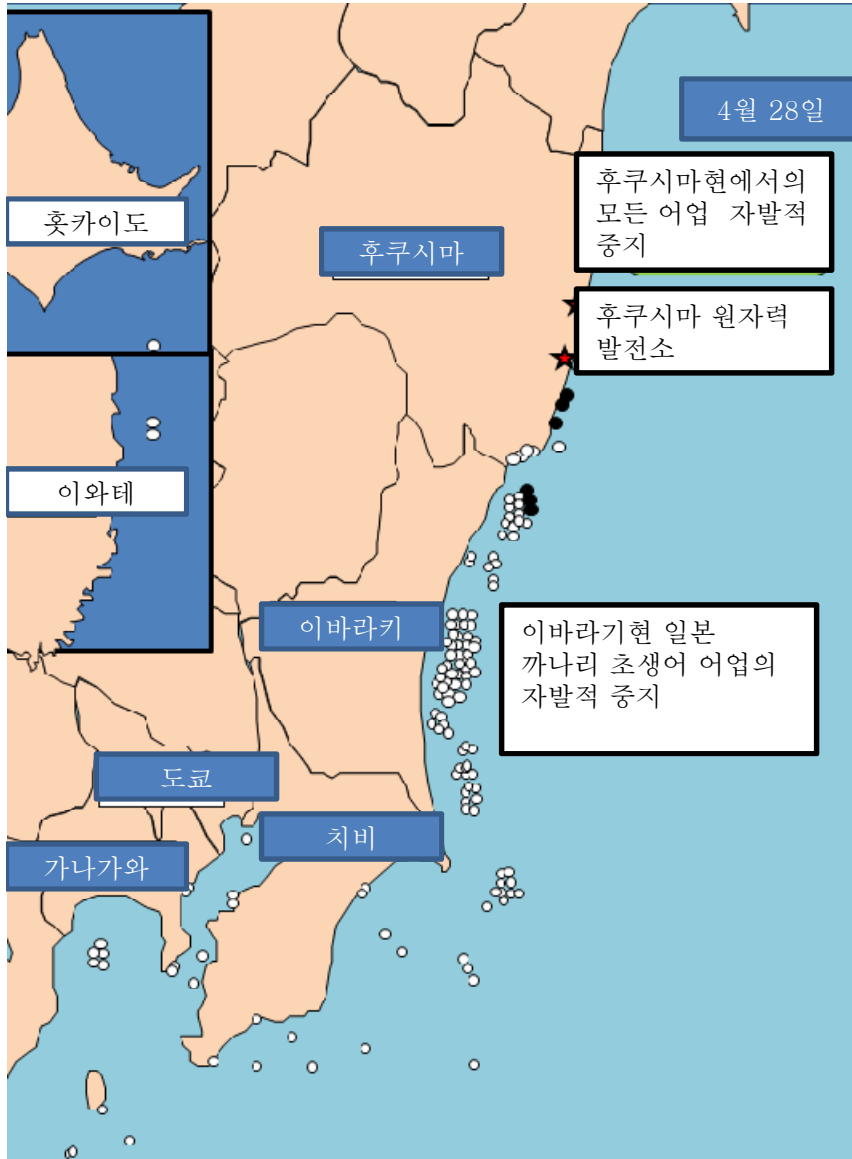 4월 28일
후쿠시마현에서의
모든 어업 자발적
중지
홋카이도
후쿠시마
후쿠시마 원자력
발전소
이와테
이바라키
이바라기현 일본
까나리 초생어 어업의
자발적 중지
도쿄
치비
가나가와